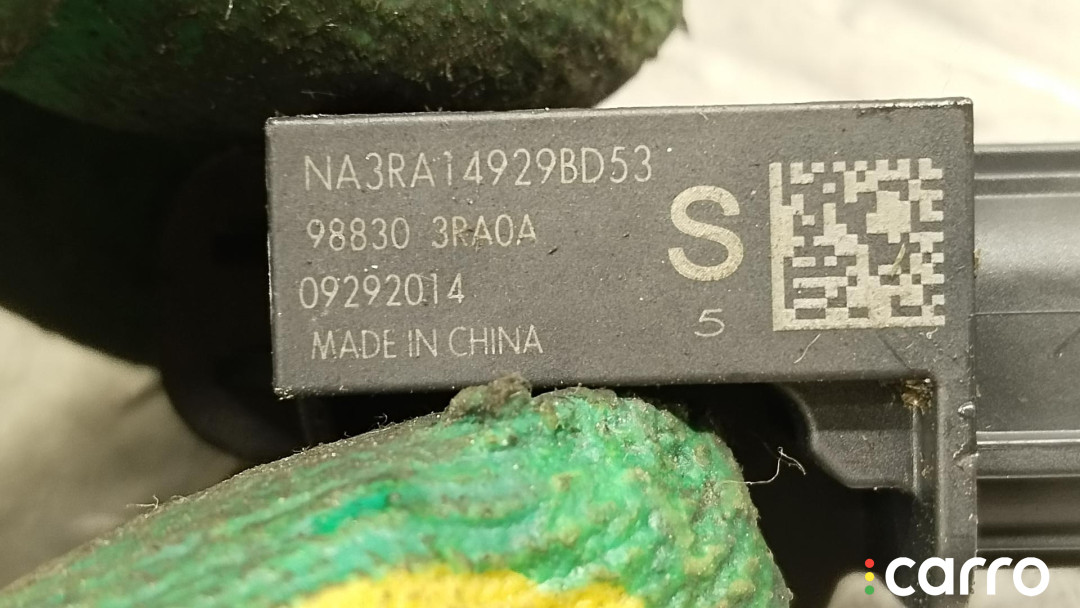 NA3RA14929BD53
98830 3RA0A
09292014
MADE IN CHINA
S
5
carro